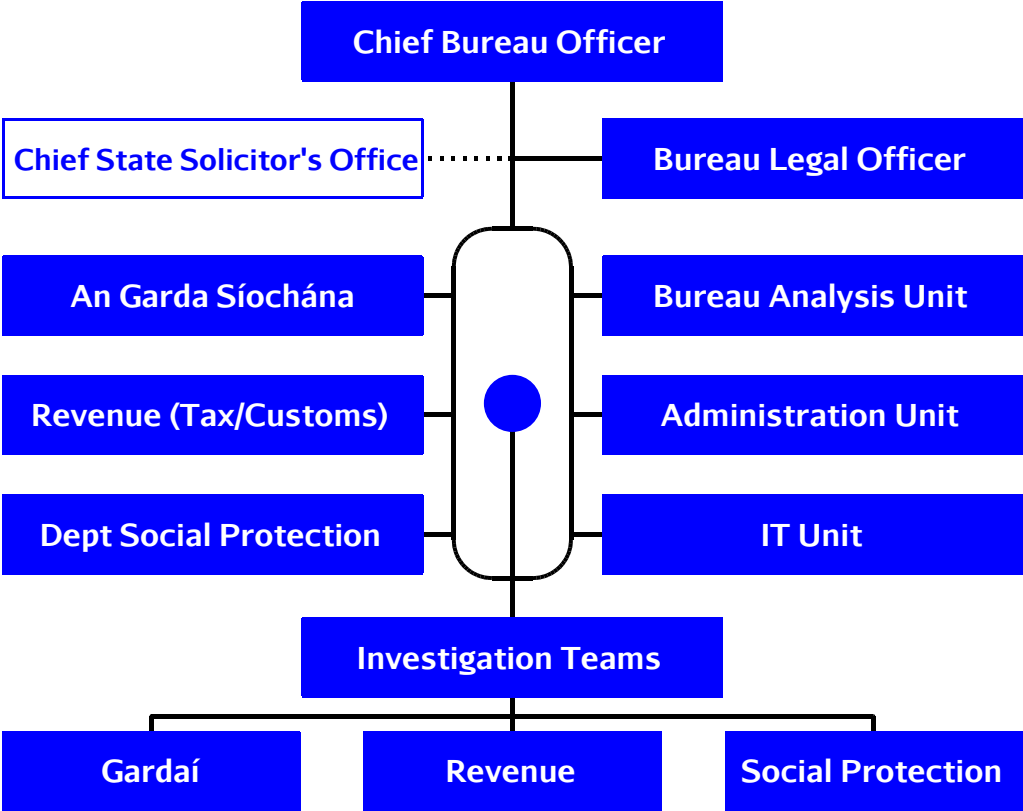 Chief Bureau Officer
Chief State Solicitor's Office
Bureau Legal Officer
An Garda Síochána
Bureau Analysis Unit
Revenue (Tax/Customs)
Administration Unit
Dept Social Protection
IT Unit
Investigation Teams
Gardaí
Revenue
Social Protection